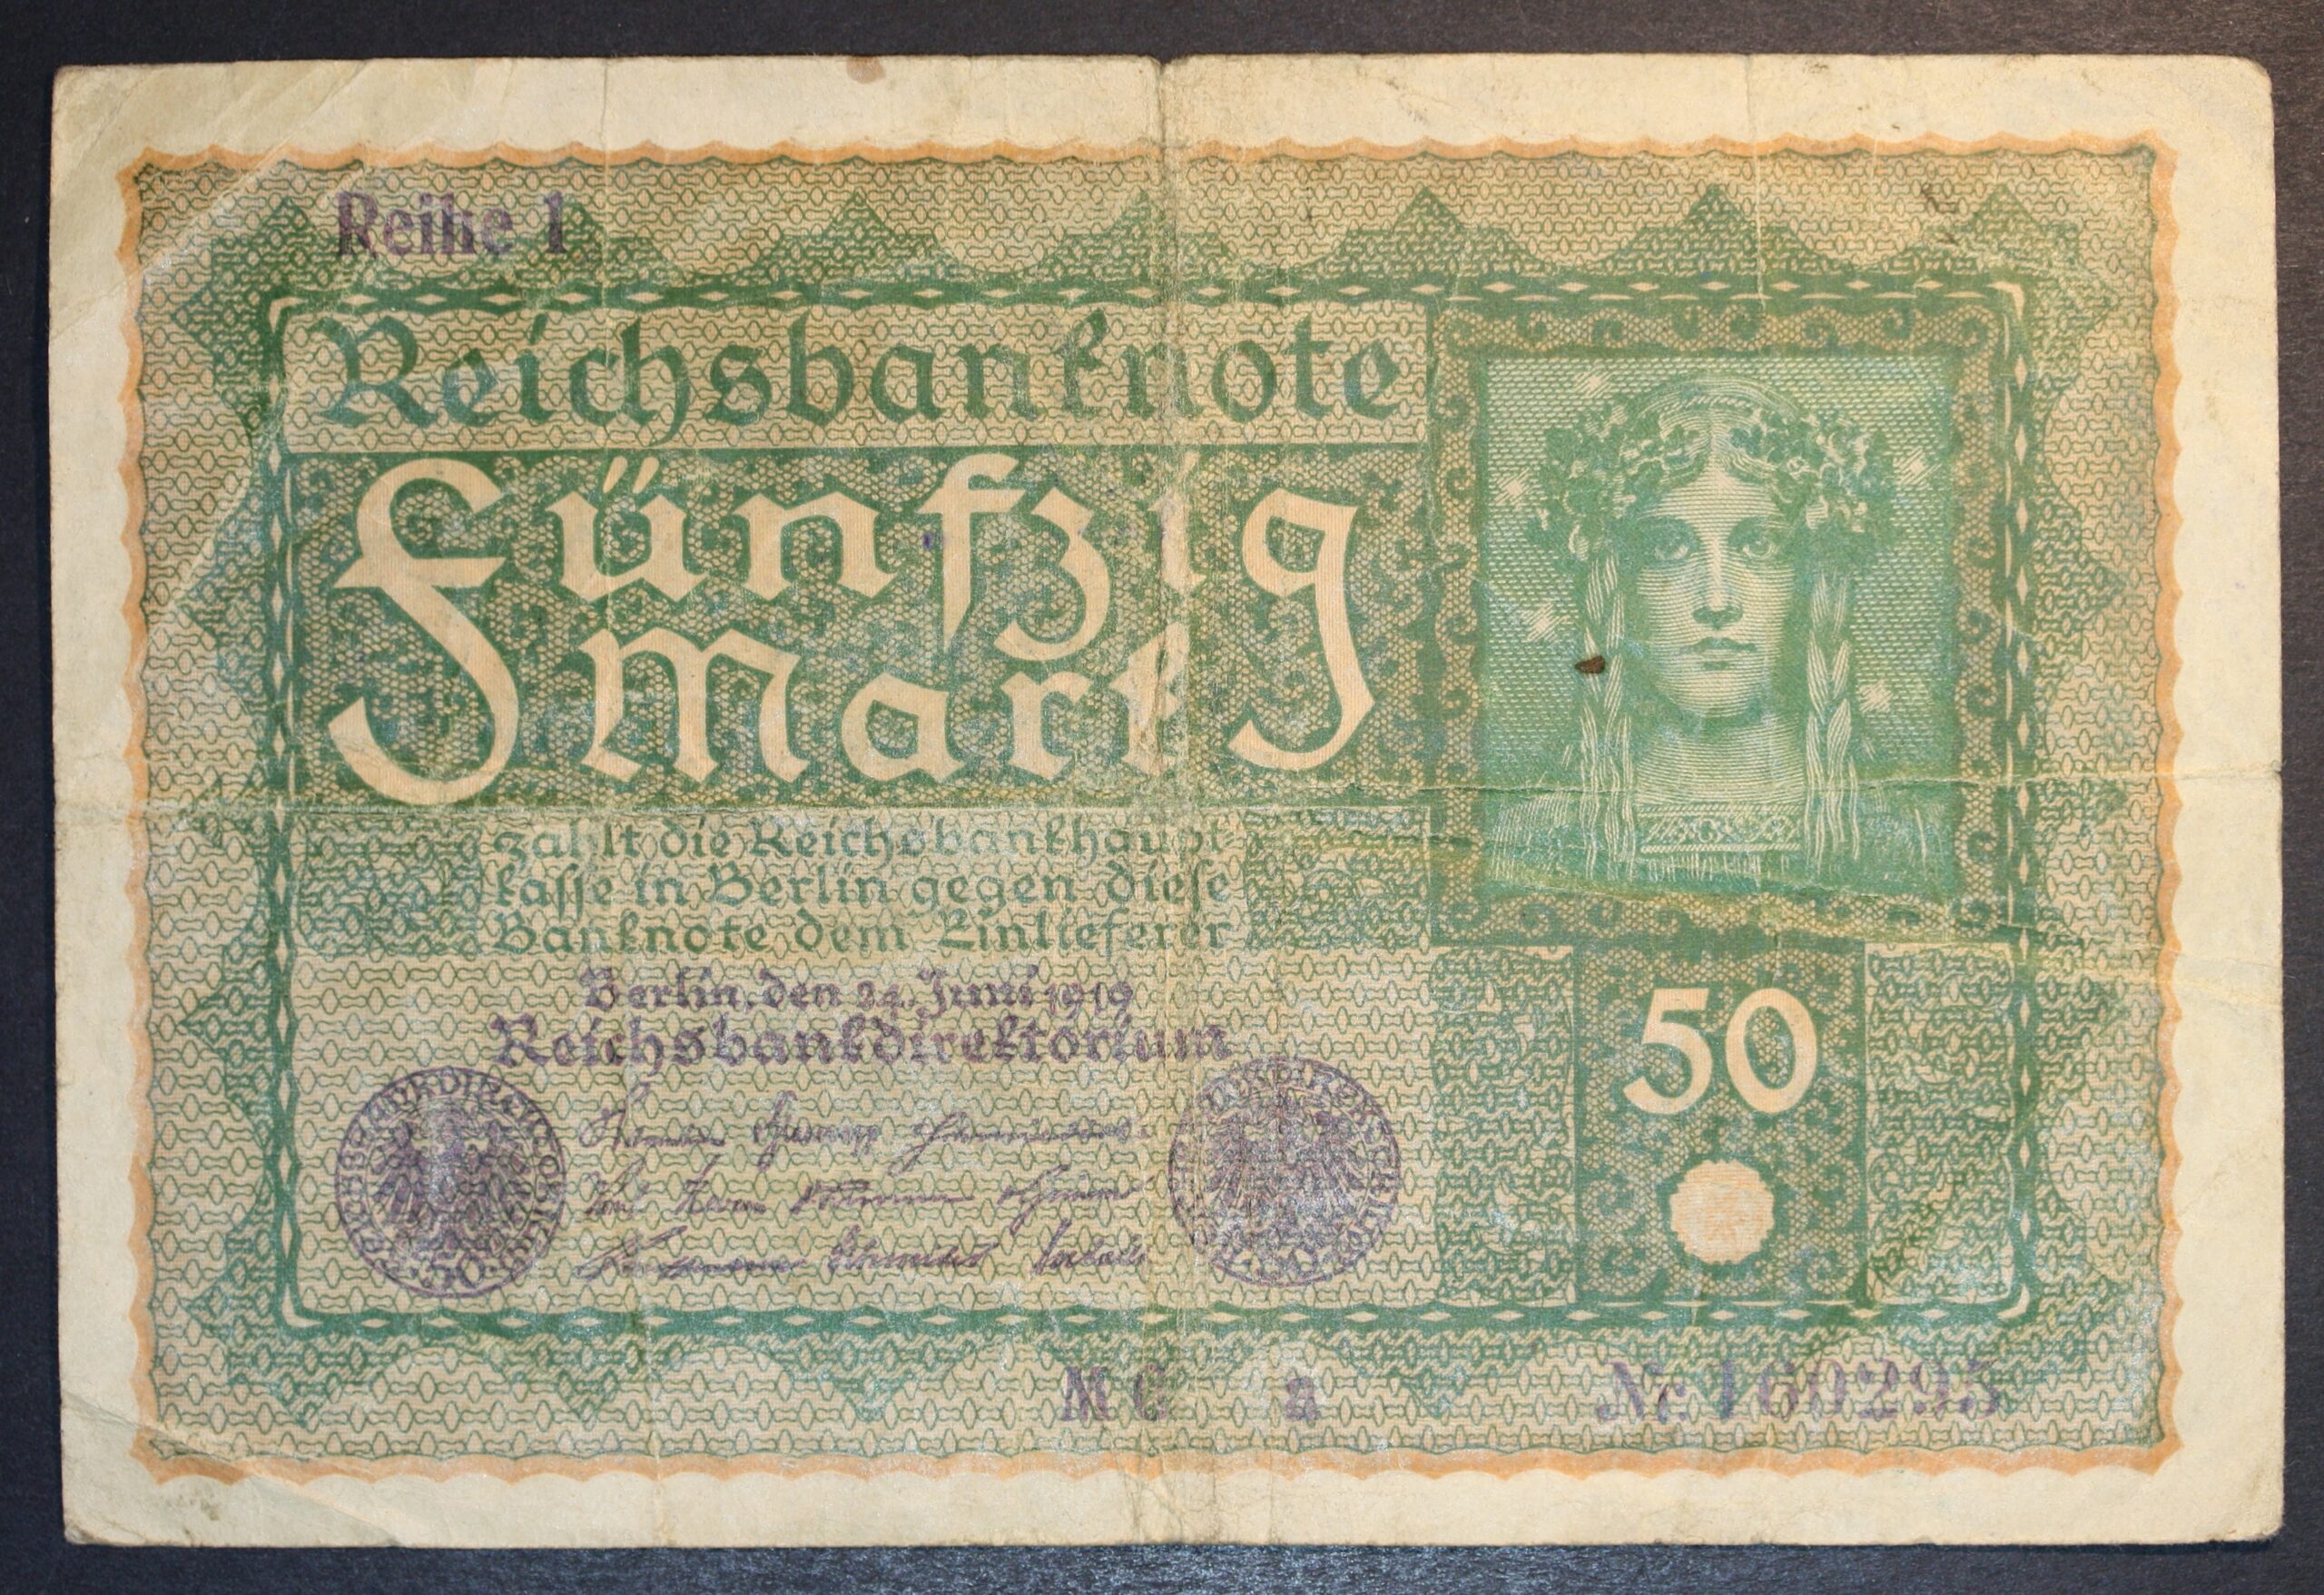 Reihe 1
Reichsbanknote
Fünfzig
Mark
zahlt die Reichsbankhaupt
kasse in Berlin gegen diese
Banknote dem Einlieferer
Berlin, den 24. Juni 1919
Reichsbankdirektorium
50
50
M C a Nr. 160295